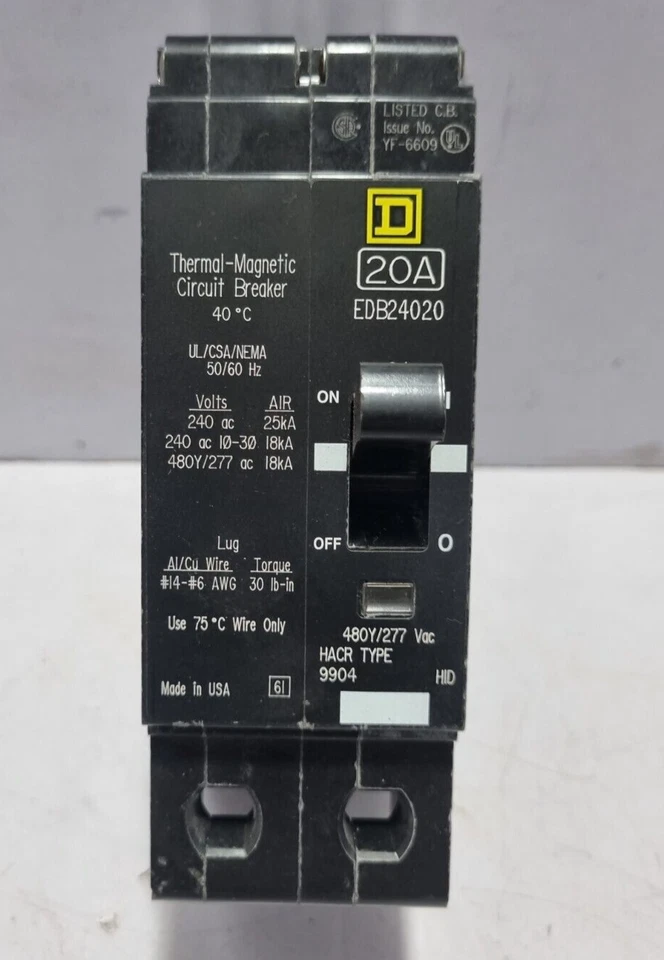 LISTED C.B.
Issue No.
YF-6609
UL
D
20A
EDB24020
Thermal-Magnetic
Circuit Breaker
40°C
UL/CSA/NEMA
50/60 Hz
Volts AIR
240 ac 25kA
240 ac 1Ø-3Ø 18kA
480Y/277 ac 18kA
Lug
Al/Cu Wire Torque
#14-#6 AWG 30 lb-in
Use 75°C Wire Only
Made in USA 61
ON I
OFF O
480Y/277 Vac
HACR TYPE
9904 HID